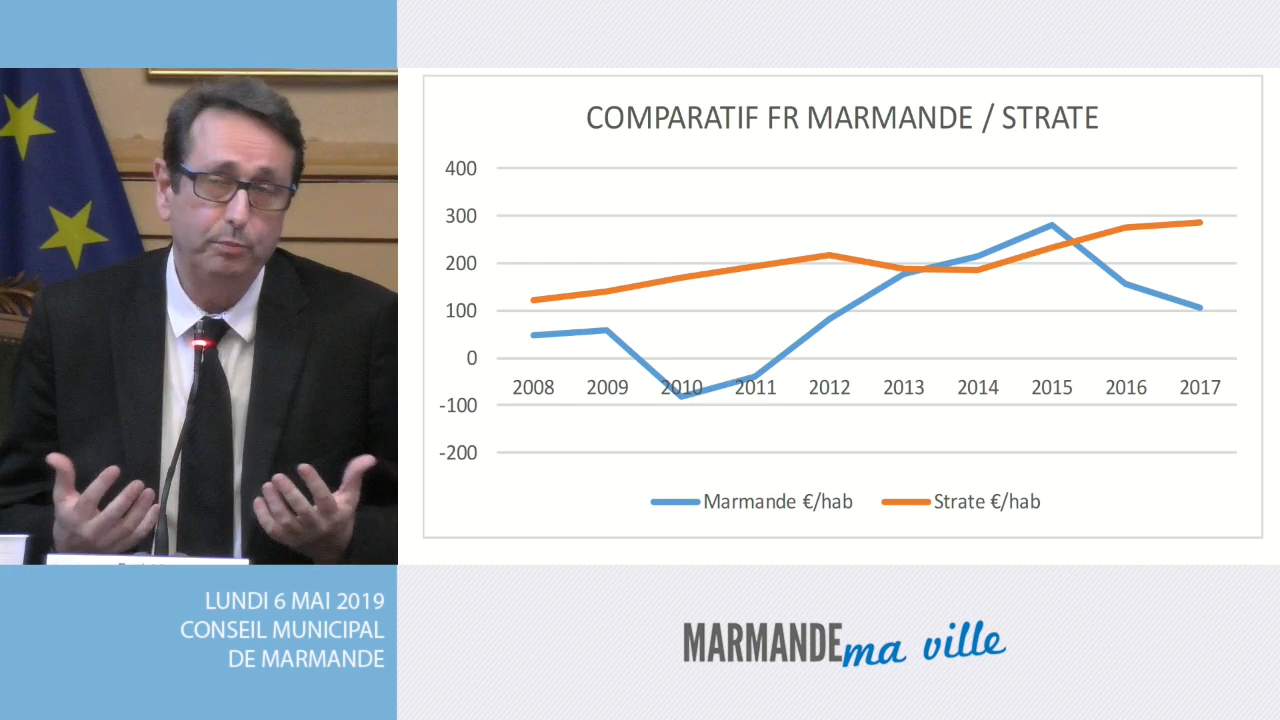 COMPARATIF FR MARMANDE / STRATE
400
300
200
100
0
2008 2009 2010 2011 2012 2013 2014 2015 2016 2017
-100
-200
Marmande €/hab Strate €/hab
LUNDI 6 MAI 2019
CONSEIL MUNICIPAL
DE MARMANDE
MARMANDE ma ville